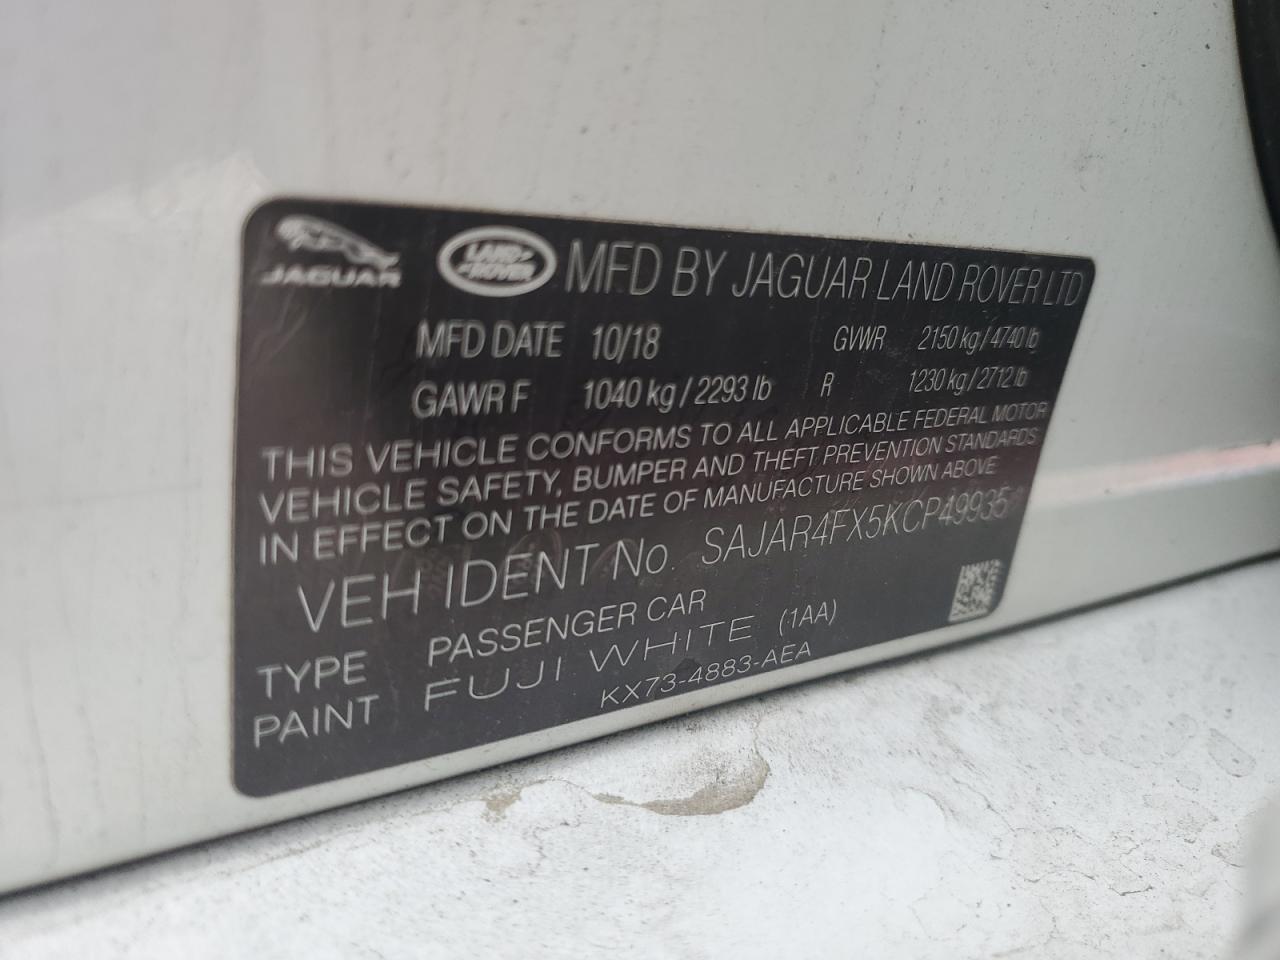 JAGUAR LAND ROVER MFD BY JAGUAR LAND ROVER LTD
MFD DATE 10/18 GVWR 2150 kg / 4740 lb
GAWR F 1040 kg / 2293 lb R 1230 kg / 2712 lb
THIS VEHICLE CONFORMS TO ALL APPLICABLE FEDERAL MOTOR
VEHICLE SAFETY, BUMPER AND THEFT PREVENTION STANDARDS
IN EFFECT ON THE DATE OF MANUFACTURE SHOWN ABOVE
VEH IDENT No. SAJAR4FX5KCP49935
TYPE PASSENGER CAR
PAINT FUJI WHITE (1AA)
KX73-4883-AEA